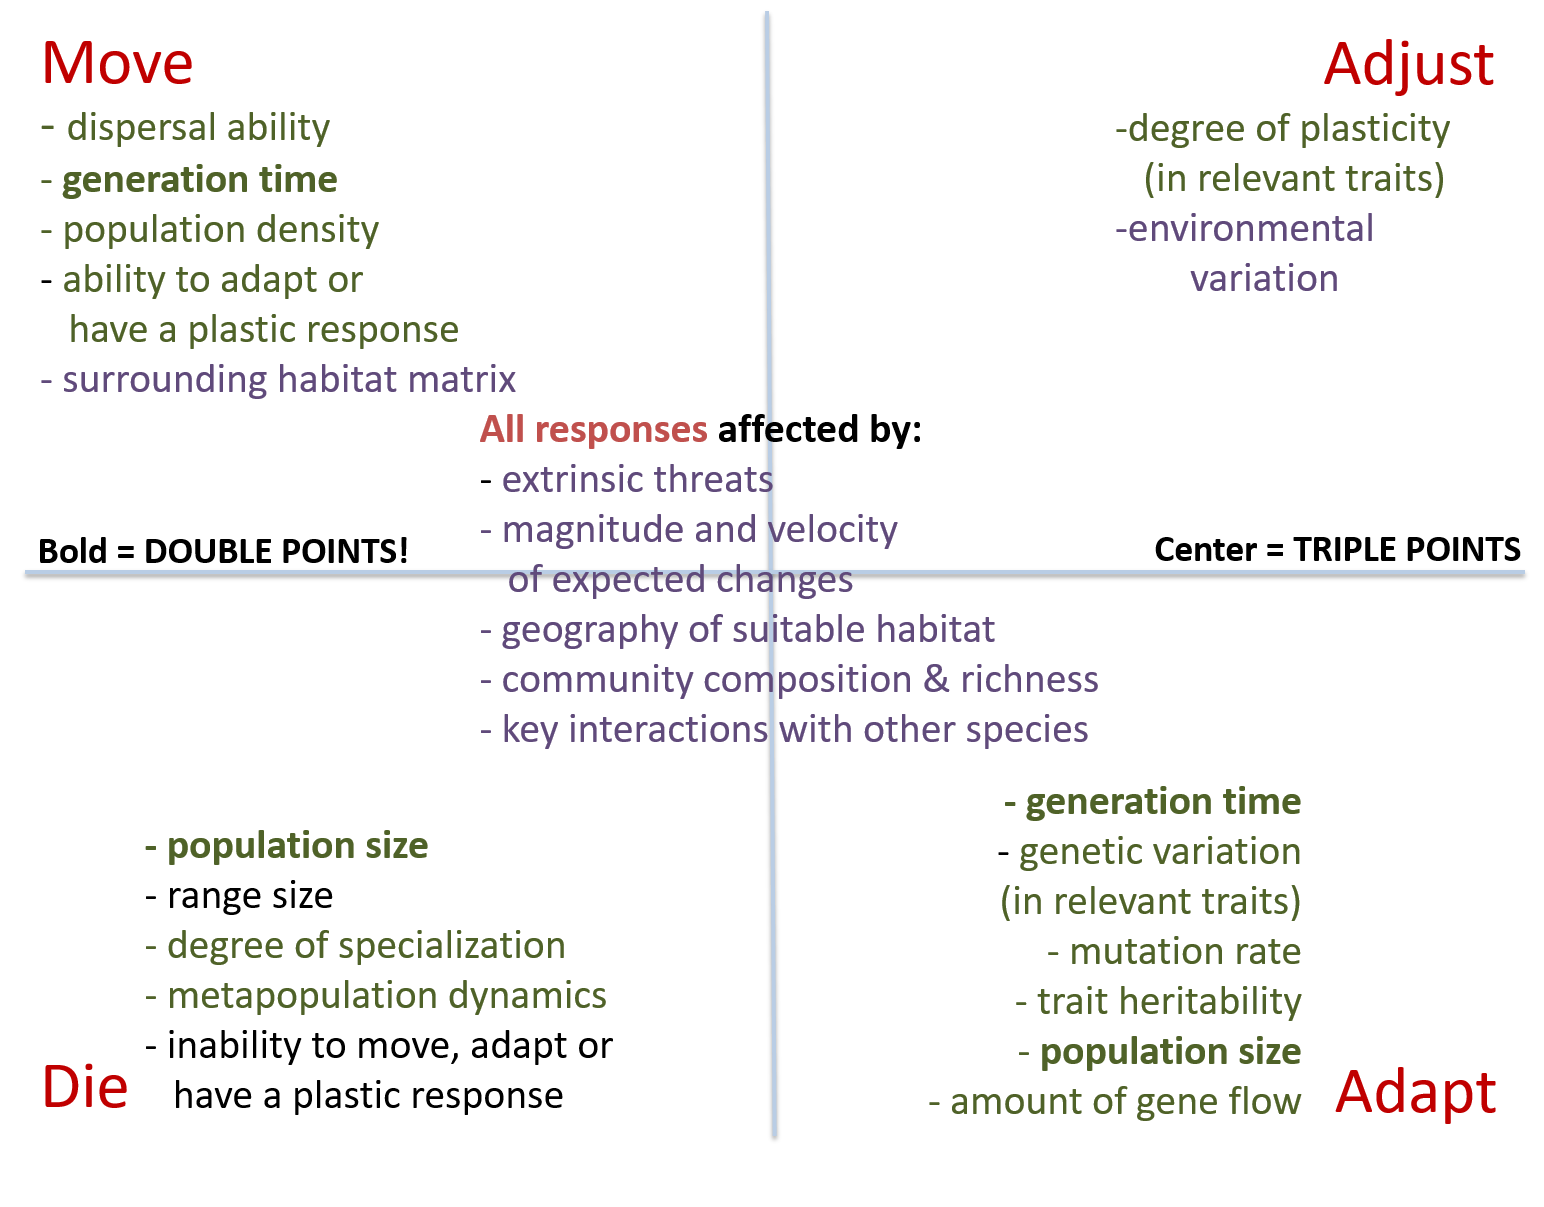 Move
- dispersal ability
- generation time
- population density
- ability to adapt or
have a plastic response
- surrounding habitat matrix
Adjust
-degree of plasticity
(in relevant traits)
-environmental
variation
All responses affected by:
- extrinsic threats
- magnitude and velocity
of expected changes
- geography of suitable habitat
- community composition & richness
- key interactions with other species
Bold = DOUBLE POINTS!
Center = TRIPLE POINTS
- population size
- range size
- degree of specialization
- metapopulation dynamics
- inability to move, adapt or
have a plastic response
Die
- generation time
- genetic variation
(in relevant traits)
- mutation rate
- trait heritability
- population size
- amount of gene flow
Adapt